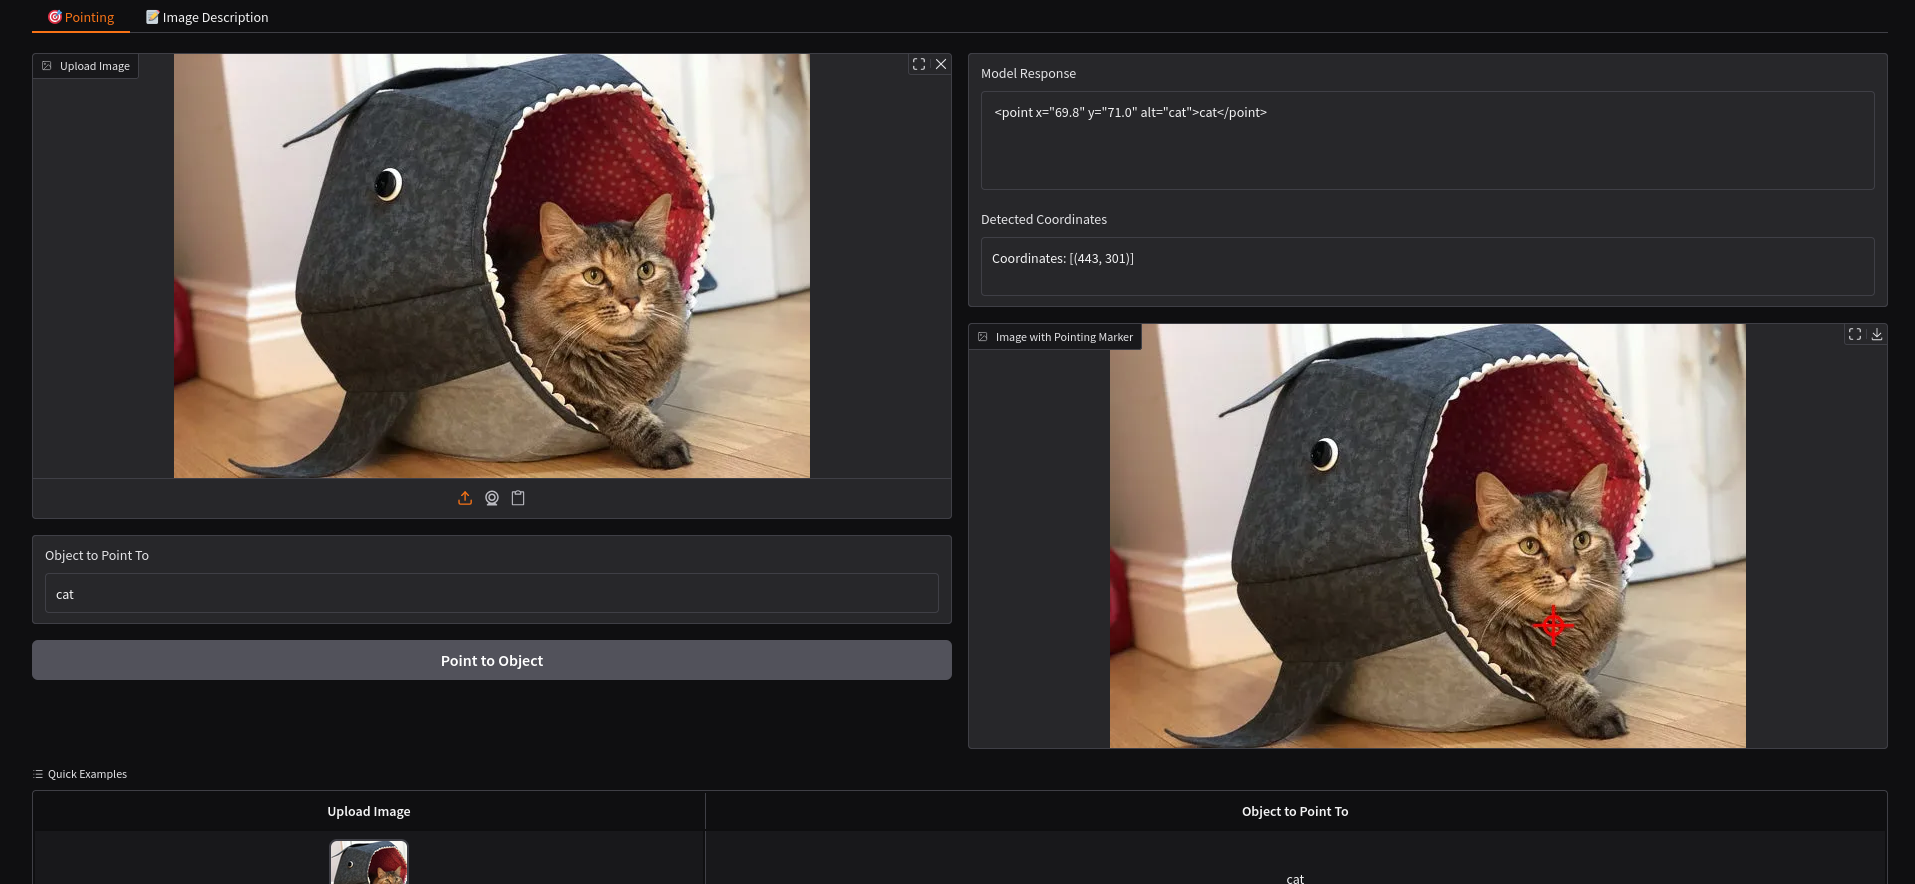 Pointing
Image Description
Upload Image
Object to Point To
cat
Point to Object
Model Response
<point x="69.8" y="71.0" alt="cat">cat</point>
Detected Coordinates
Coordinates: [(443, 301)]
Image with Pointing Marker
Quick Examples
Upload Image
Object to Point To
cat